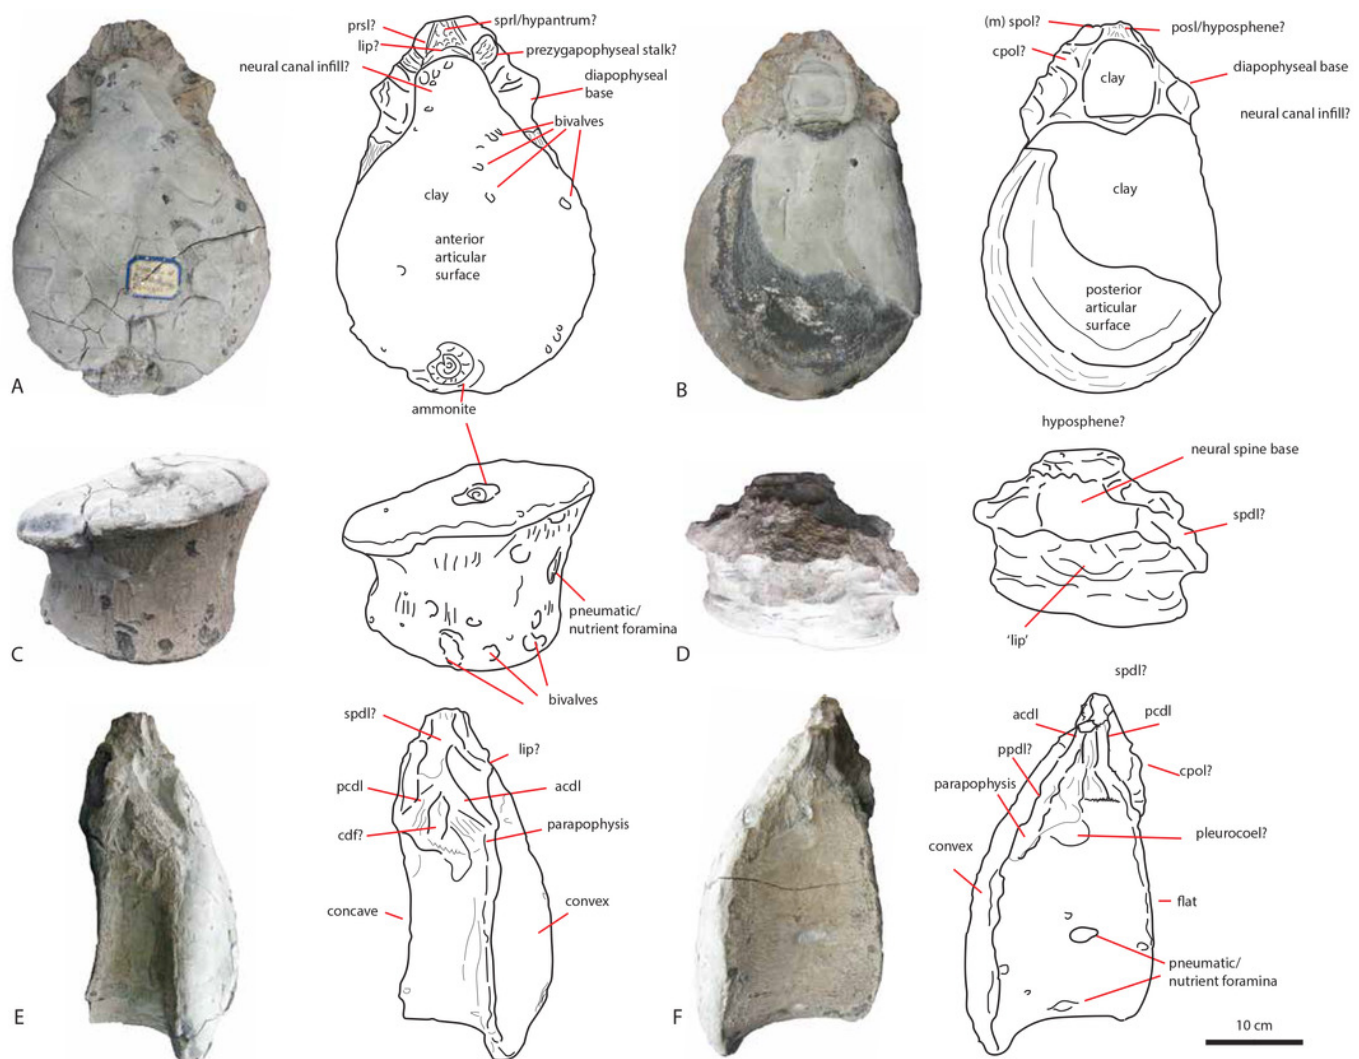 prsl?
sprl/hypantrum?
lip?
prezygapophyseal stalk?
neural canal infill?
diapophyseal
base
bivalves
clay
anterior
articular
surface
A
ammonite
(m) spol?
posl/hyposphene?
cpol?
clay
diapophyseal base
neural canal infill?
clay
posterior
articular
surface
B
pneumatic/
nutrient foramina
bivalves
C
hyposphene?
neural spine base
spdl?
'lip'
D
spdl?
lip?
pcdl
acdl
cdf?
parapophysis
concave
convex
E
spdl?
acdl
pcdl
ppdl?
cpol?
parapophysis
pleurocoel?
convex
flat
pneumatic/
nutrient foramina
F
10 cm